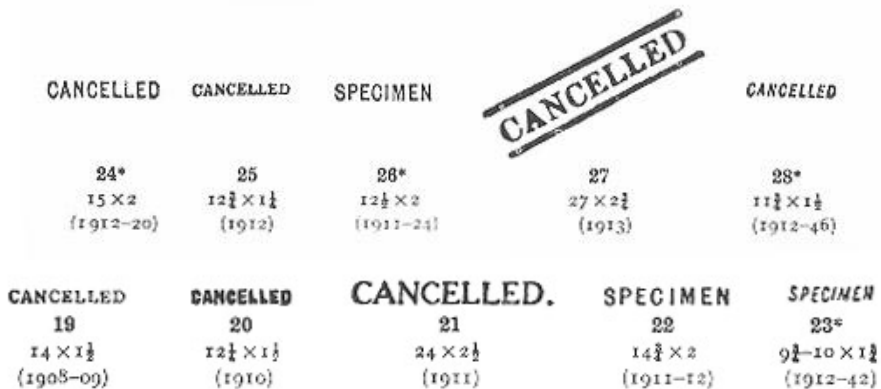 CANCELLED CANCELLED SPECIMEN CANCELLED CANCELLED
24* 25 26* 27 28*
15 × 2 12¾ × 1¼ 12½ × 2 27 × 2¾ 11¾ × 1½
(1912–20) (1912) (1911–24) (1913) (1912–46)
CANCELLED CANCELLED CANCELLED. SPECIMEN SPECIMEN
19 20 21 22 23*
14 × 1½ 12¼ × 1½ 24 × 2½ 14¾ × 2 9¾–10 × 1¾
(1908–09) (1910) (1911) (1911–12) (1912–42)